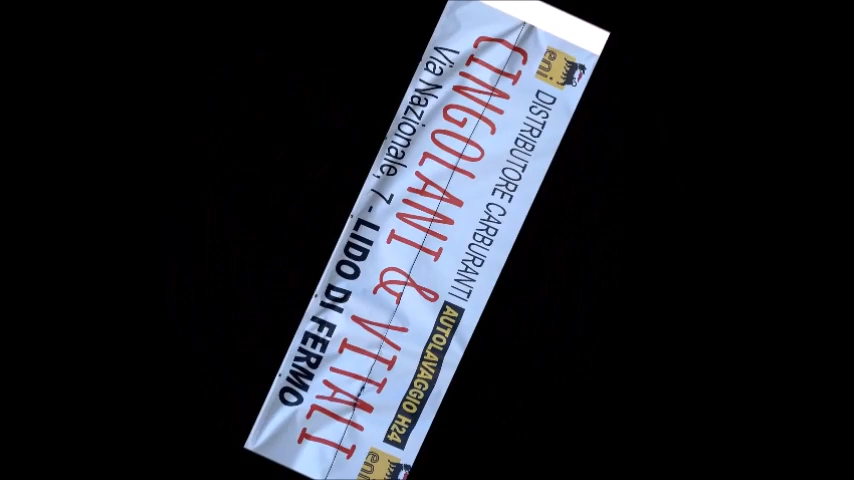 eni DISTRIBUTORE CARBURANTI AUTOLAVAGGIO H24 eni
CINGOLANI & VITALI
Via Nazionale, 7 - LIDO DI FERMO